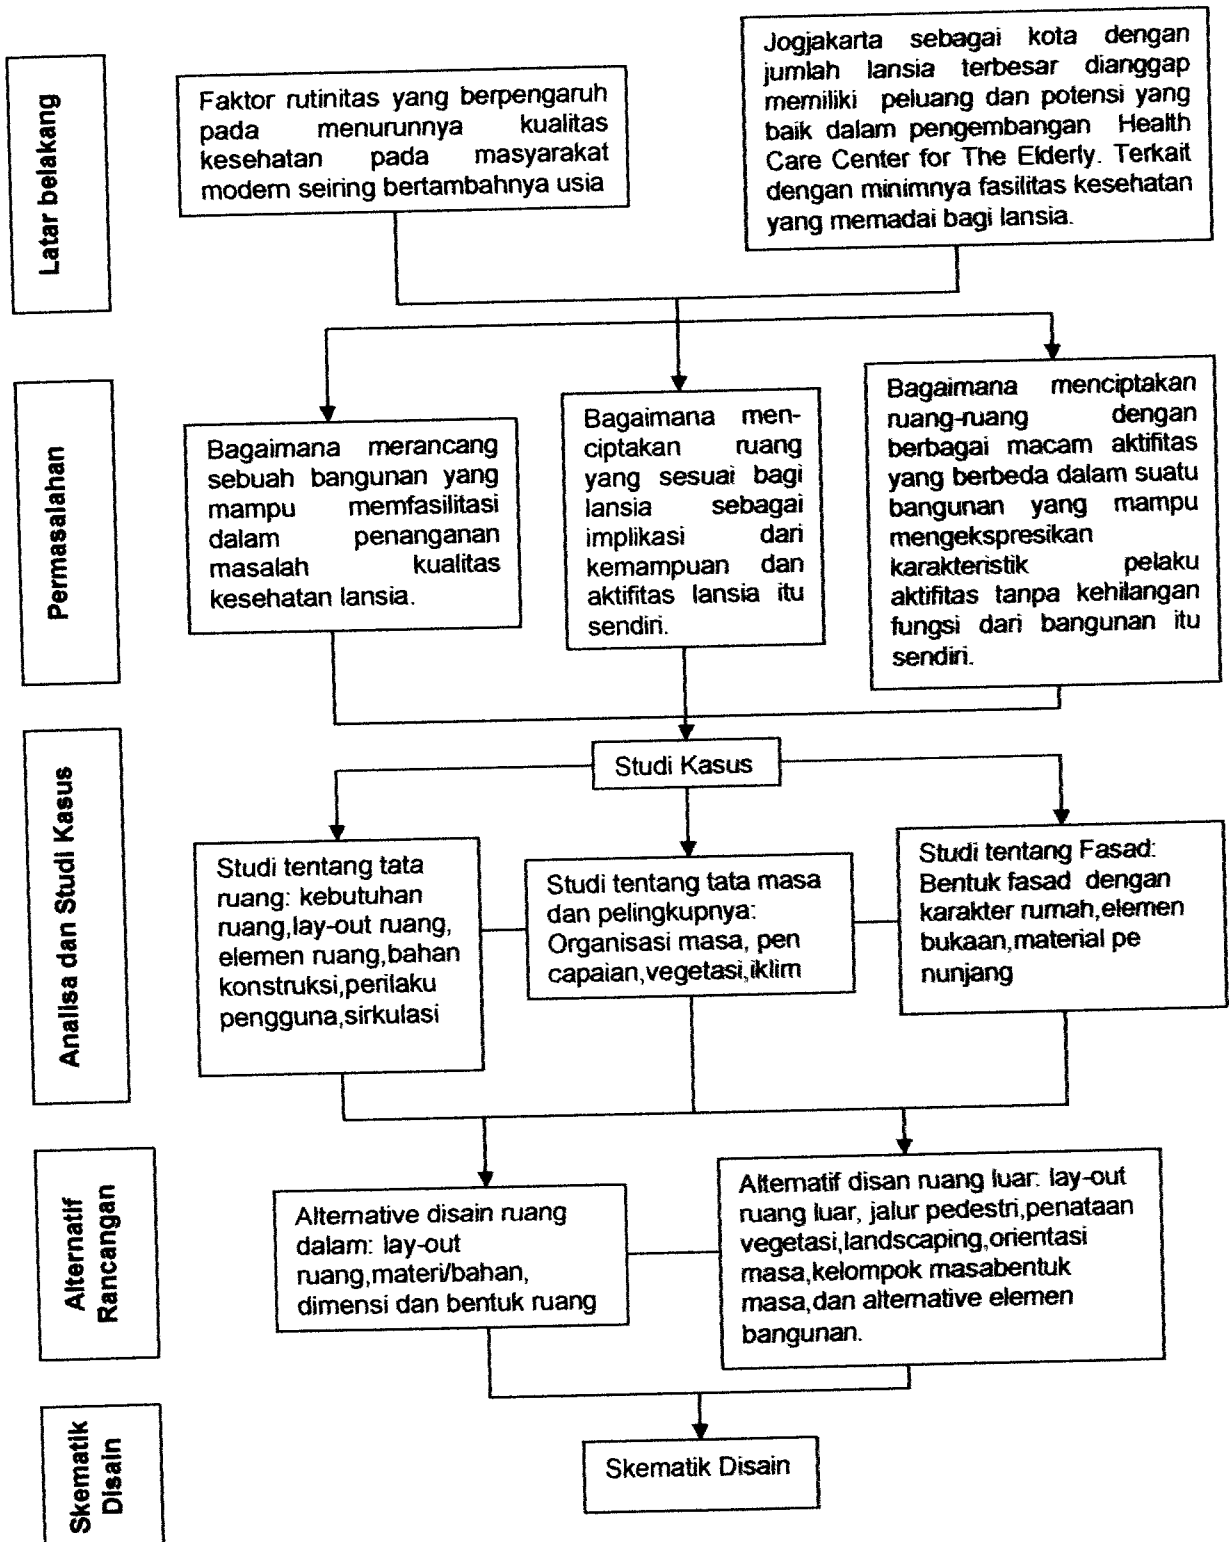 Latar belakang
Faktor rutinitas yang berpengaruh
pada menurunnya kualitas
kesehatan pada masyarakat
modern seiring bertambahnya usia
Jogjakarta sebagai kota dengan
jumlah lansia terbesar dianggap
memiliki peluang dan potensi yang
baik dalam pengembangan Health
Care Center for The Elderly. Terkait
dengan minimnya fasilitas kesehatan
yang memadai bagi lansia.
Permasalahan
Bagaimana merancang
sebuah bangunan yang
mampu memfasilitasi
dalam penanganan
masalah kualitas
kesehatan lansia.
Bagaimana men-
ciptakan ruang
yang sesuai bagi
lansia sebagai
implikasi dari
kemampuan dan
aktifitas lansia itu
sendiri.
Bagaimana menciptakan
ruang-ruang dengan
berbagai macam aktifitas
yang berbeda dalam suatu
bangunan yang mampu
mengekspresikan
karakteristik pelaku
aktifitas tanpa kehilangan
fungsi dari bangunan itu
sendiri.
Analisa dan Studi Kasus
Studi Kasus
Studi tentang tata
ruang: kebutuhan
ruang,lay-out ruang,
elemen ruang,bahan
konstruksi,perilaku
pengguna,sirkulasi
Studi tentang tata masa
dan pelingkupnya:
Organisasi masa, pen
capaian,vegetasi,iklim
Studi tentang Fasad:
Bentuk fasad dengan
karakter rumah,elemen
bukaan,material pe
nunjang
Alternatif
Rancangan
Alternative disain ruang
dalam: lay-out
ruang,materi/bahan,
dimensi dan bentuk ruang
Alternatif disan ruang luar: lay-out
ruang luar, jalur pedestri,penataan
vegetasi,landscaping,orientasi
masa,kelompok masabentuk
masa,dan alternative elemen
bangunan.
Skematik
Disain
Skematik Disain